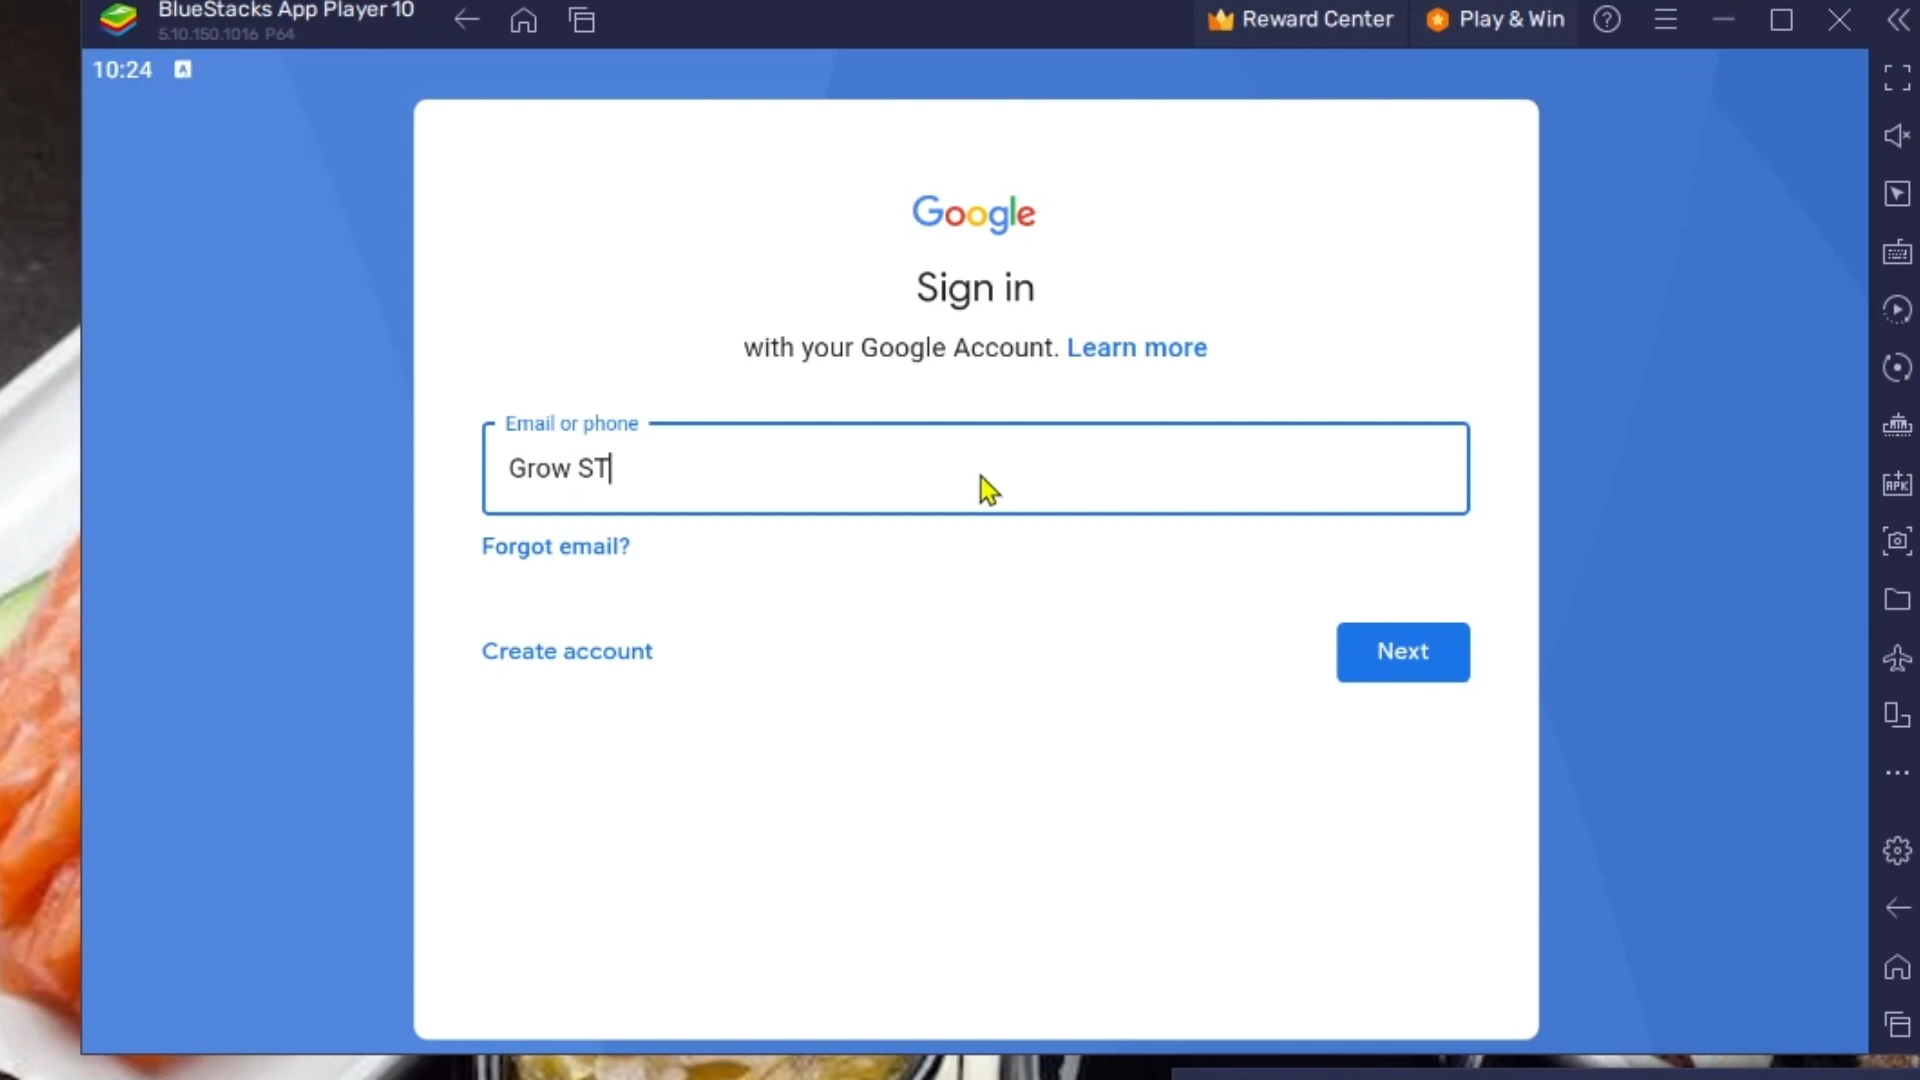 BlueStacks App Player 10
5.10.150.1016 P64
Reward Center
Play & Win
10:24
A
Google
Sign in
with your Google Account. Learn more
Email or phone
Grow ST
Forgot email?
Create account
Next
APK